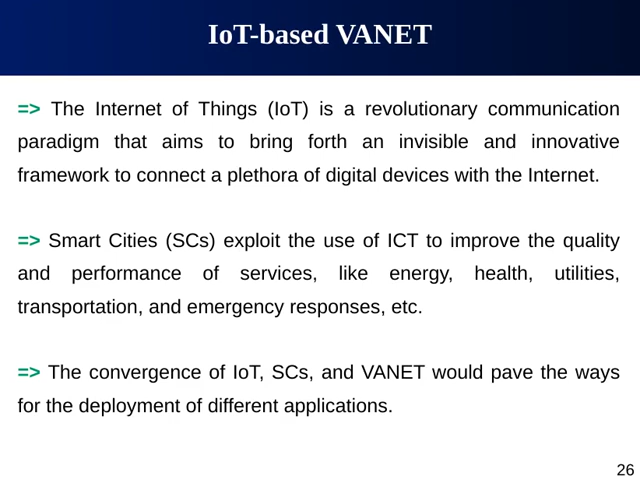 IoT-based VANET
=> The Internet of Things (IoT) is a revolutionary communication
paradigm that aims to bring forth an invisible and innovative
framework to connect a plethora of digital devices with the Internet.
=> Smart Cities (SCs) exploit the use of ICT to improve the quality
and performance of services, like energy, health, utilities,
transportation, and emergency responses, etc.
=> The convergence of IoT, SCs, and VANET would pave the ways
for the deployment of different applications.
26